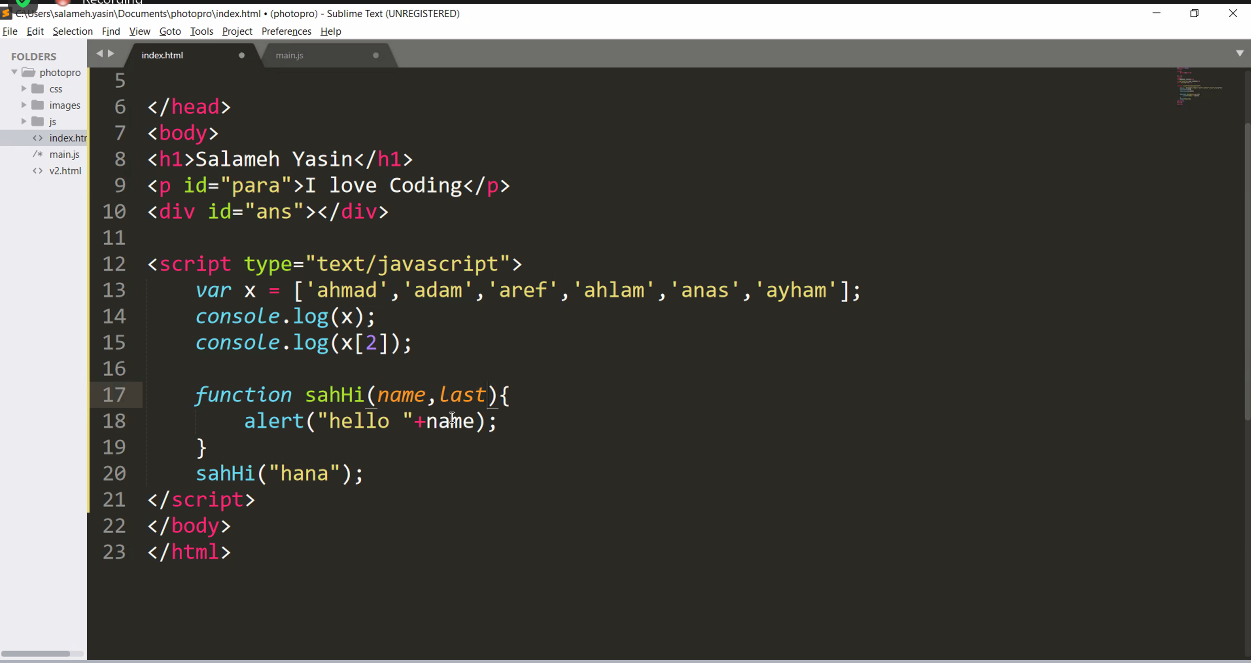 Recording
C:\Users\salameh.yasin\Documents\photopro\index.html • (photopro) - Sublime Text (UNREGISTERED)
File Edit Selection Find View Goto Tools Project Preferences Help
FOLDERS
photopro
css
images
js
index.htm
main.js
v2.html
index.html
main.js
5
6 </head>
7 <body>
8 <h1>Salameh Yasin</h1>
9 <p id="para">I love Coding</p>
10 <div id="ans"></div>
11
12 <script type="text/javascript">
13 var x = ['ahmad','adam','aref','ahlam','anas','ayham'];
14 console.log(x);
15 console.log(x[2]);
16
17 function sahHi(name,last){
18 alert("hello "+name);
19 }
20 sahHi("hana");
21 </script>
22 </body>
23 </html>